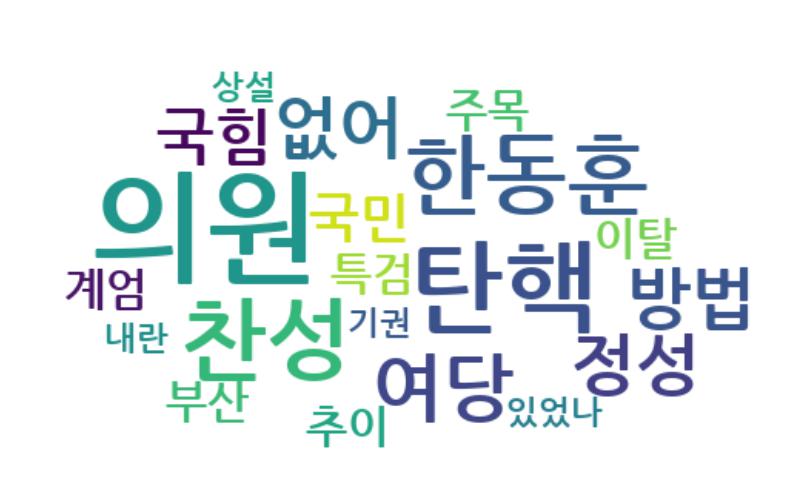 상설
주목
국힘
없어
한동훈
의원
국민
이탈
특검
탄핵
계엄
방법
내란
찬성
기권
정성
부산
여당
추이
있었나